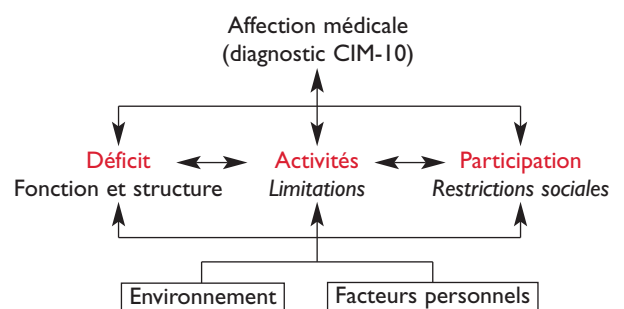 Affection médicale
(diagnostic CIM-10)
Déficit Activités Participation
Fonction et structure Limitations Restrictions sociales
Environnement Facteurs personnels